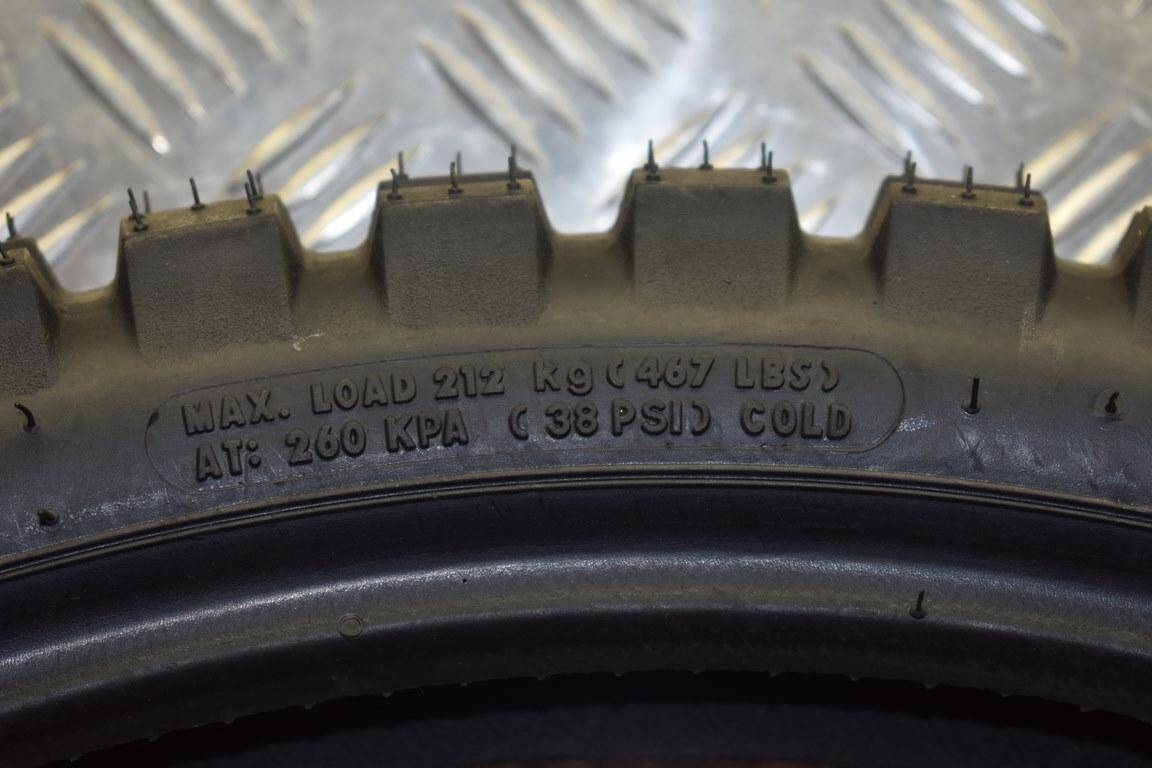 MAX. LOAD 212 kg (467 LBS)
AT: 260 KPA (38 PSI) COLD